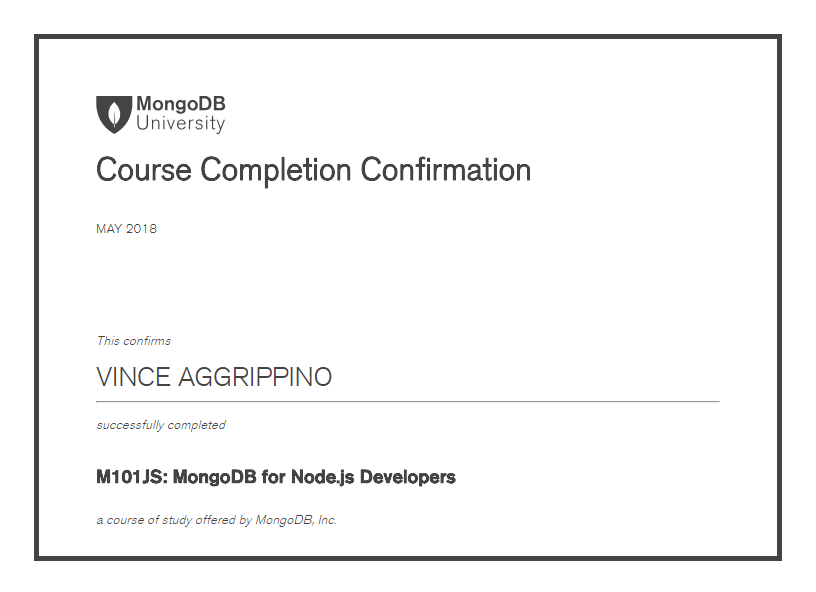 MongoDB
University
Course Completion Confirmation
MAY 2018
This confirms
VINCE AGGRIPPINO
successfully completed
M101JS: MongoDB for Node.js Developers
a course of study offered by MongoDB, Inc.